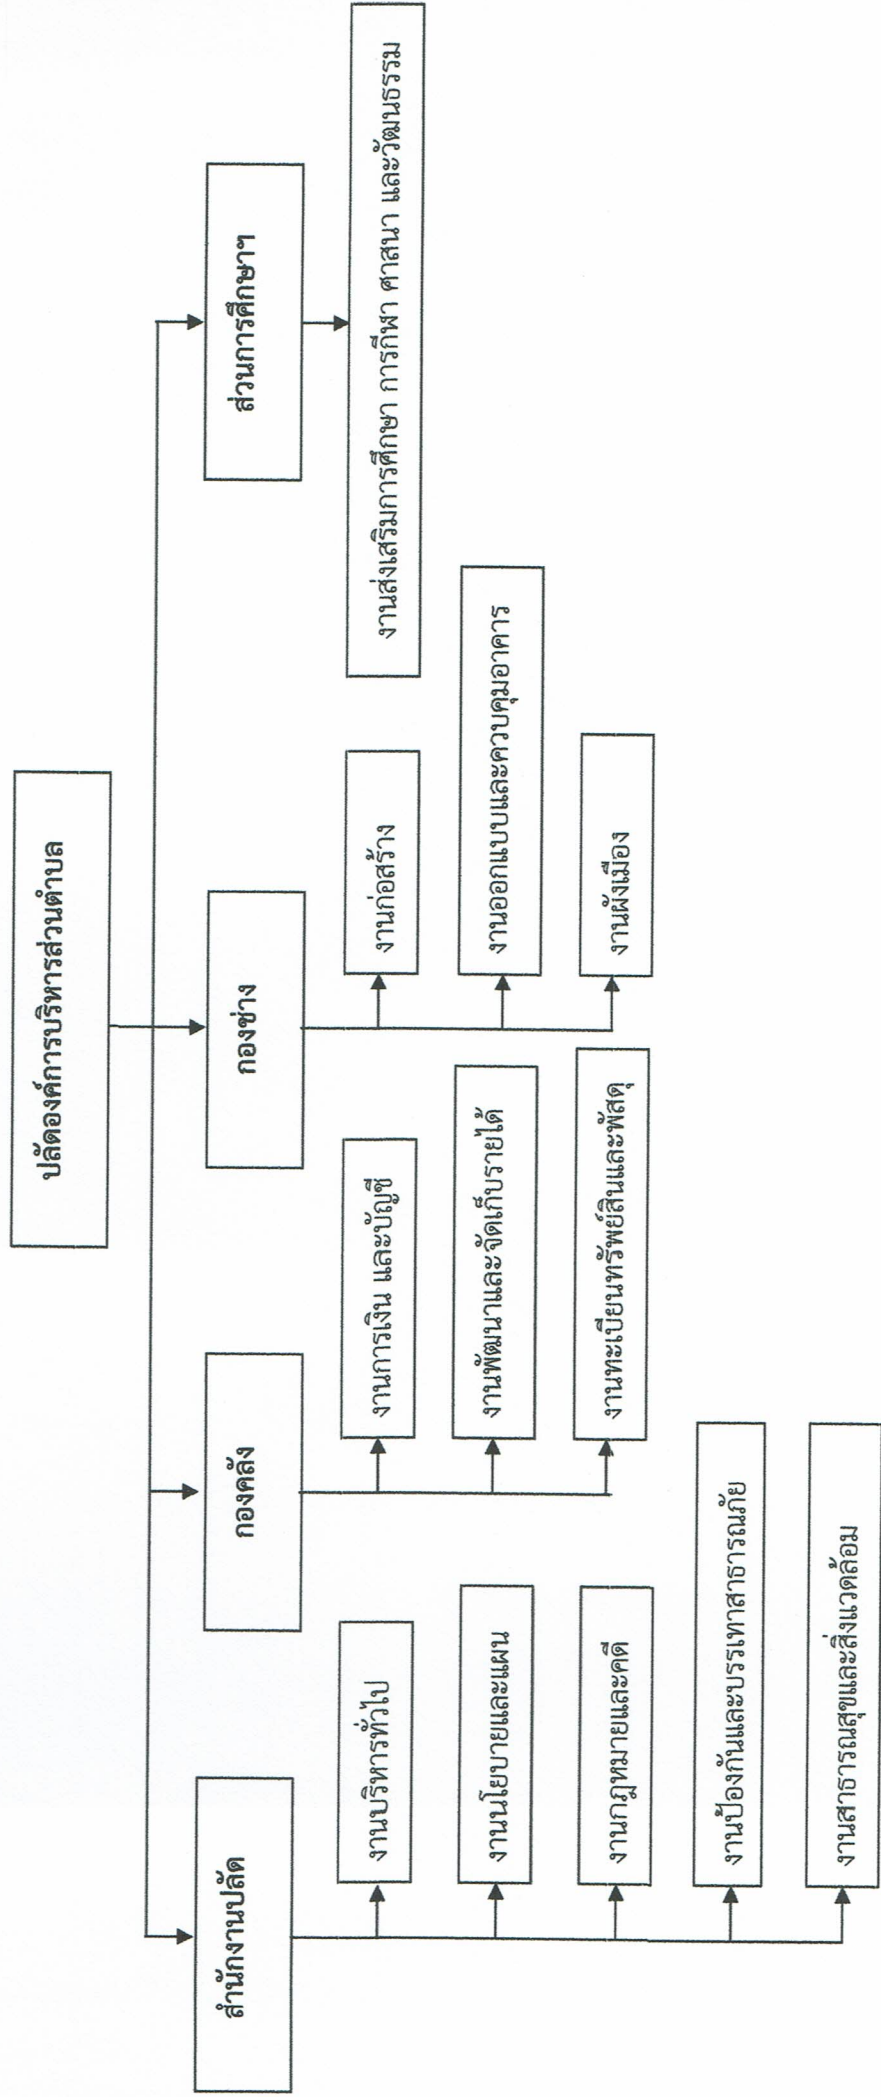 ปลัดองค์การบริหารส่วนตำบล
สำนักงานปลัด
กองคลัง
กองช่าง
ส่วนการศึกษาฯ
งานบริหารทั่วไป
งานนโยบายและแผน
งานกฎหมายและคดี
งานป้องกันและบรรเทาสาธารณภัย
งานสาธารณสุขและสิ่งแวดล้อม
งานการเงิน และบัญชี
งานพัฒนาและจัดเก็บรายได้
งานทะเบียนทรัพย์สินและพัสดุ
งานก่อสร้าง
งานออกแบบและควบคุมอาคาร
งานผังเมือง
งานส่งเสริมการศึกษา การกีฬา ศาสนา และวัฒนธรรม